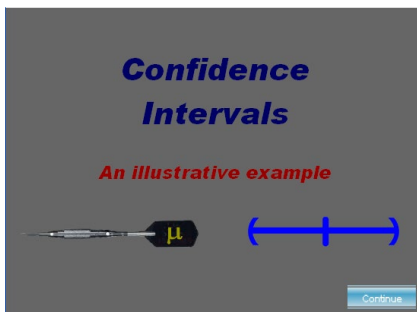 Confidence
Intervals
An illustrative example
μ
Continue